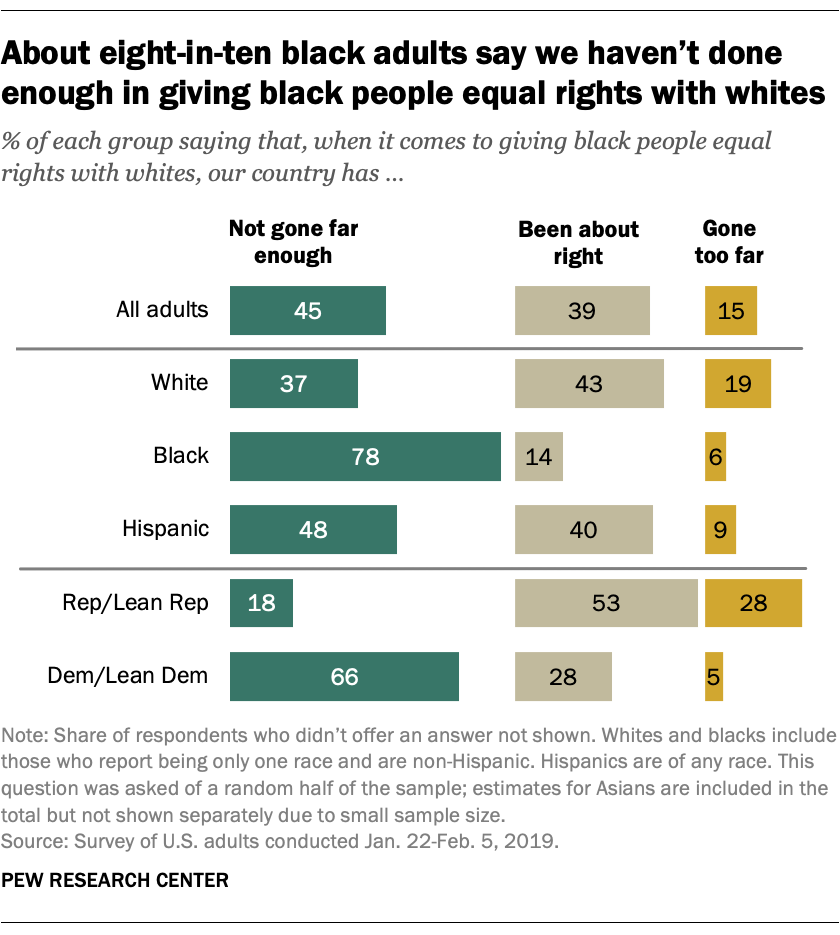 About eight-in-ten black adults say we haven’t done
enough in giving black people equal rights with whites
% of each group saying that, when it comes to giving black people equal
rights with whites, our country has ...
Not gone far
enough
Been about
right
Gone
too far
All adults 45 39 15
White 37 43 19
Black 78 14 6
Hispanic 48 40 9
Rep/Lean Rep 18 53 28
Dem/Lean Dem 66 28 5
Note: Share of respondents who didn’t offer an answer not shown. Whites and blacks include
those who report being only one race and are non-Hispanic. Hispanics are of any race. This
question was asked of a random half of the sample; estimates for Asians are included in the
total but not shown separately due to small sample size.
Source: Survey of U.S. adults conducted Jan. 22-Feb. 5, 2019.
PEW RESEARCH CENTER